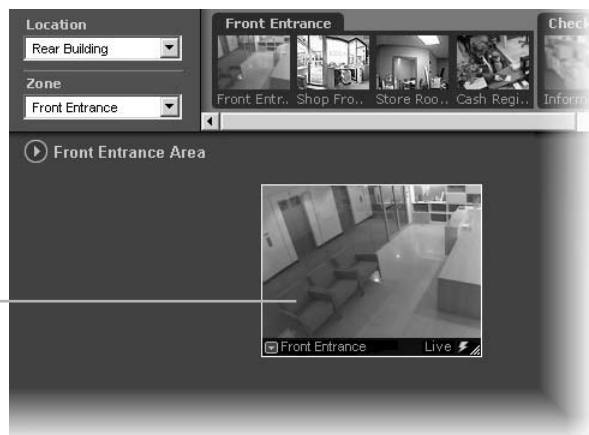 Location
Rear Building
Zone
Front Entrance
Front Entrance
Front Entr.. Shop Fro.. Store Roo.. Cash Regi..
Check
Inform
Front Entrance Area
Front Entrance Live